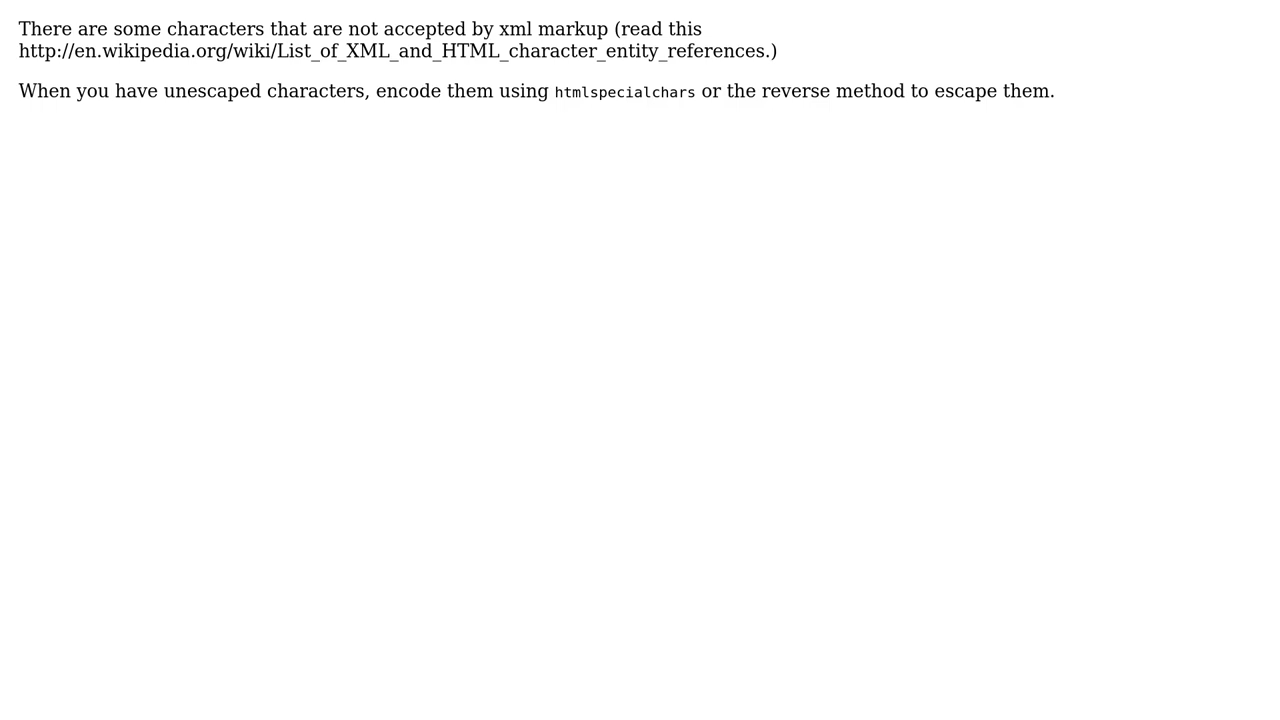 There are some characters that are not accepted by xml markup (read this
http://en.wikipedia.org/wiki/List_of_XML_and_HTML_character_entity_references.)
When you have unescaped characters, encode them using htmlspecialchars or the reverse method to escape them.